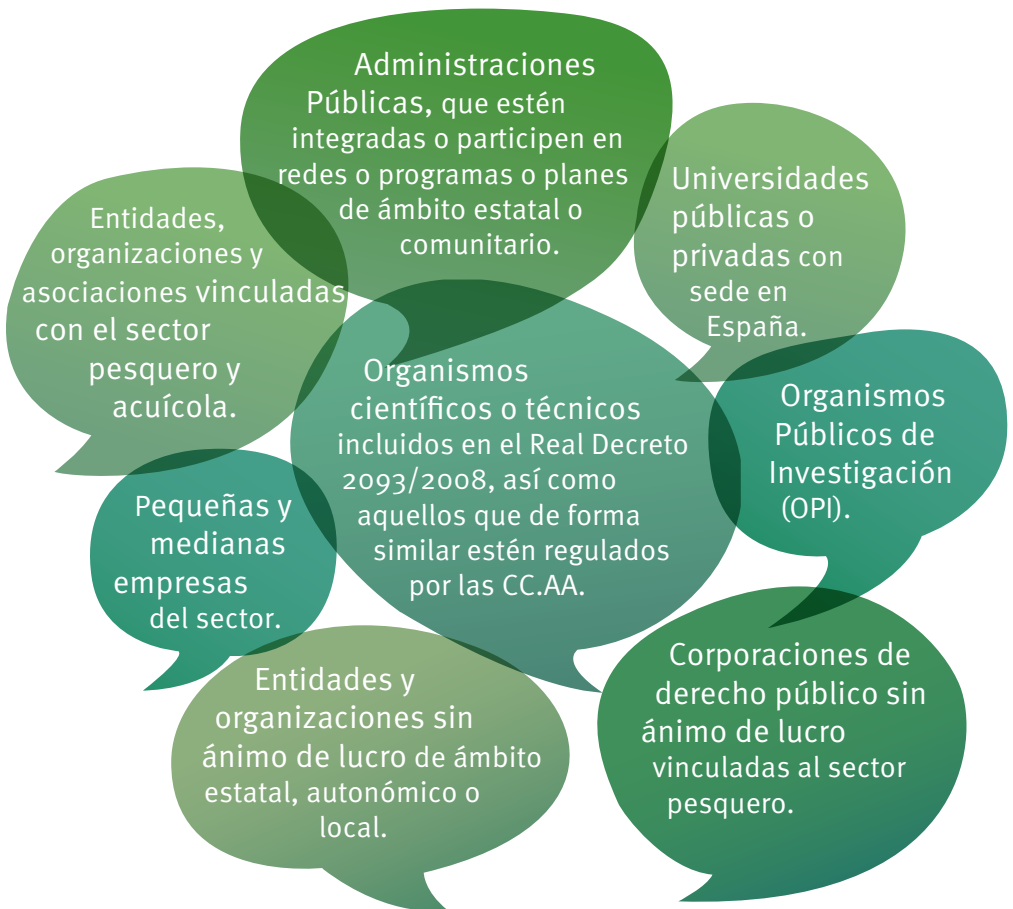 Administraciones
Públicas, que estén
integradas o participen en
redes o programas o planes
de ámbito estatal o
comunitario.
Universidades
públicas o
privadas con
sede en
España.
Entidades,
organizaciones y
asociaciones vinculadas
con el sector
pesquero y
acuícola.
Organismos
científicos o técnicos
incluidos en el Real Decreto
2093/2008, así como
aquellos que de forma
similar estén regulados
por las CC.AA.
Organismos
Públicos de
Investigación
(OPI).
Pequeñas y
medianas
empresas
del sector.
Entidades y
organizaciones sin
ánimo de lucro de ámbito
estatal, autonómico o
local.
Corporaciones de
derecho público sin
ánimo de lucro
vinculadas al sector
pesquero.